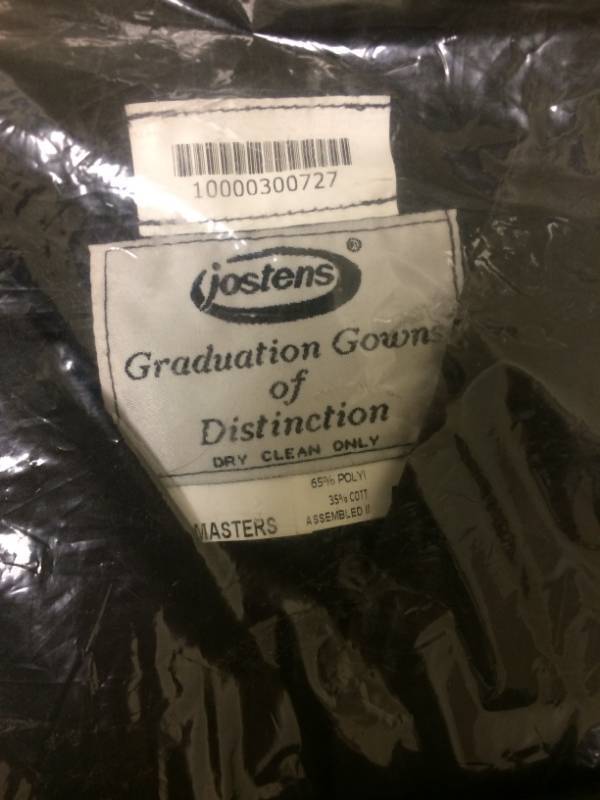 10000300727
jostens®
Graduation Gowns
of
Distinction
DRY CLEAN ONLY
65% POLY
35% COTT
MASTERS ASSEMBLED